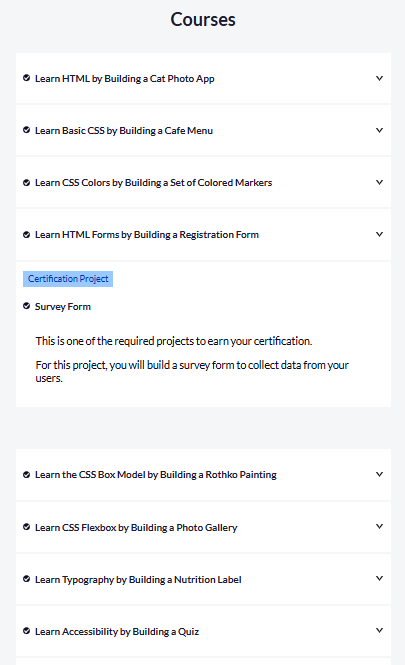 Courses
Learn HTML by Building a Cat Photo App
Learn Basic CSS by Building a Cafe Menu
Learn CSS Colors by Building a Set of Colored Markers
Learn HTML Forms by Building a Registration Form
Certification Project
Survey Form
This is one of the required projects to earn your certification.
For this project, you will build a survey form to collect data from your
users.
Learn the CSS Box Model by Building a Rothko Painting
Learn CSS Flexbox by Building a Photo Gallery
Learn Typography by Building a Nutrition Label
Learn Accessibility by Building a Quiz